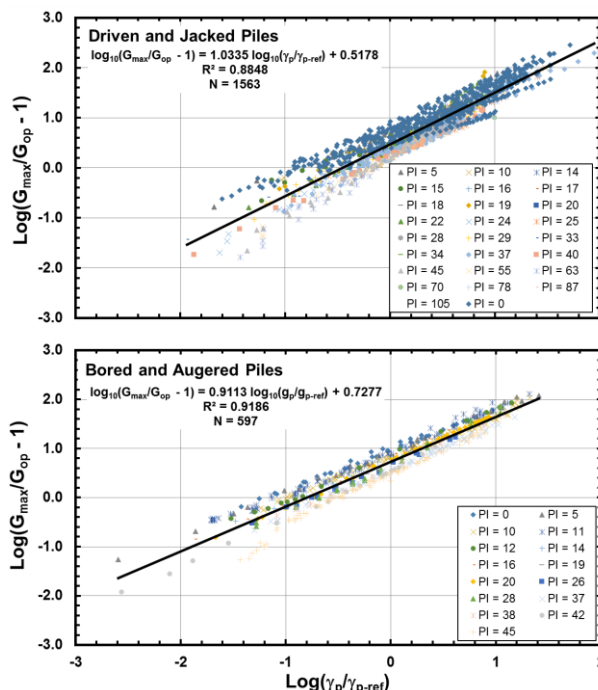 Driven and Jacked Piles
log₁₀(Gmax/Gop - 1) = 1.0335 log₁₀(γp/γp-ref) + 0.5178
R² = 0.8848
N = 1563
Log(Gmax/Gop - 1)
3.0
2.0
1.0
0.0
-1.0
-2.0
-3.0
PI = 5 PI = 10 PI = 14
PI = 15 PI = 16 PI = 17
PI = 18 PI = 19 PI = 20
PI = 22 PI = 24 PI = 25
PI = 28 PI = 29 PI = 33
PI = 34 PI = 37 PI = 40
PI = 45 PI = 55 PI = 63
PI = 70 PI = 78 PI = 87
PI = 105 PI = 0
Bored and Augered Piles
log₁₀(Gmax/Gop - 1) = 0.9113 log₁₀(gp/gp-ref) + 0.7277
R² = 0.9186
N = 597
Log(Gmax/Gop - 1)
3.0
2.0
1.0
0.0
-1.0
-2.0
-3.0
PI = 0 PI = 5
PI = 10 PI = 11
PI = 12 PI = 14
PI = 16 PI = 19
PI = 20 PI = 26
PI = 28 PI = 37
PI = 38 PI = 42
PI = 45
-3 -2 -1 0 1 2
Log(γp/γp-ref)